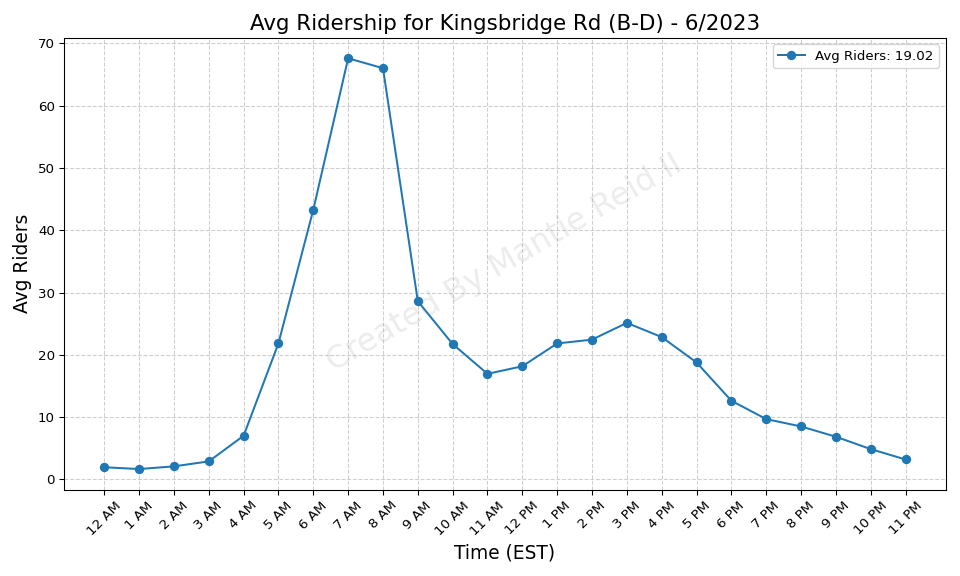 Avg Ridership for Kingsbridge Rd (B-D) - 6/2023
Avg Riders: 19.02
70
60
50
40
30
20
10
0
Avg Riders
Created By Mantie Reid II
12 AM
1 AM
2 AM
3 AM
4 AM
5 AM
6 AM
7 AM
8 AM
9 AM
10 AM
11 AM
12 PM
1 PM
2 PM
3 PM
4 PM
5 PM
6 PM
7 PM
8 PM
9 PM
10 PM
11 PM
Time (EST)